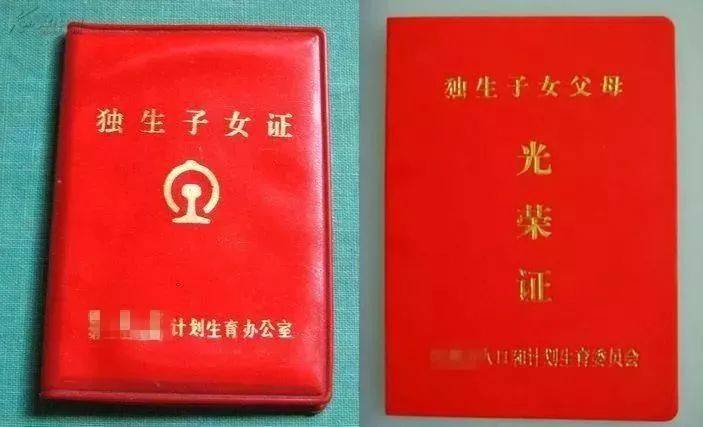 独生子女证
计划生育办公室
独生子女父母
光
荣
证
人口和计划生育委员会